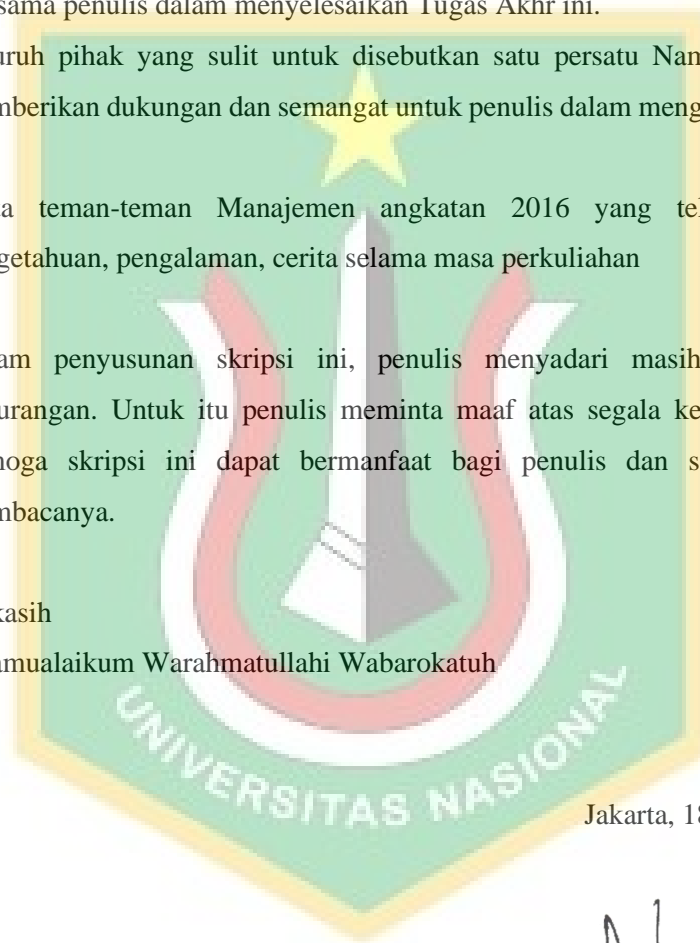 sama penulis dalam menyelesaikan Tugas Akhr ini.
uruh pihak yang sulit untuk disebutkan satu persatu Nam
mberikan dukungan dan semangat untuk penulis dalam meng
a teman-teman Manajemen angkatan 2016 yang tel
getahuan, pengalaman, cerita selama masa perkuliahan
am penyusunan skripsi ini, penulis menyadari masih
urangan. Untuk itu penulis meminta maaf atas segala ke
noga skripsi ini dapat bermanfaat bagi penulis dan s
mbacanya.
kasih
amualaikum Warahmatullahi Wabarokatuh
UNIVERSITAS NASIONAL
Jakarta, 18